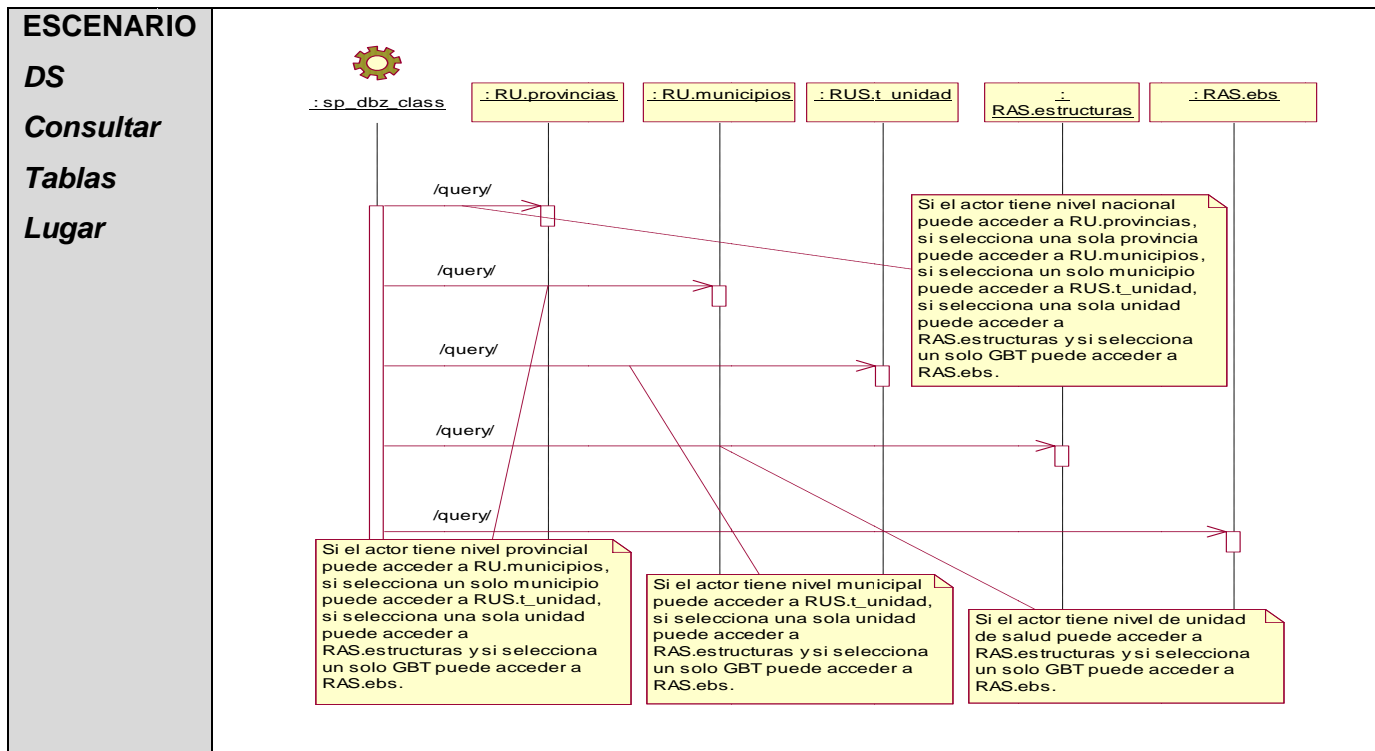 ESCENARIO
DS
Consultar
Tablas
Lugar
: sp_dbz_class
: RU.provincias
: RU.municipios
: RUS.t_unidad
:
RAS.estructuras
: RAS.ebs
/query/
/query/
/query/
/query/
/query/
Si el actor tiene nivel nacional
puede acceder a RU.provincias,
si selecciona una sola provincia
puede acceder a RU.municipios,
si selecciona un solo municipio
puede acceder a RUS.t_unidad,
si selecciona una sola unidad
puede acceder a
RAS.estructuras y si selecciona
un solo GBT puede acceder a
RAS.ebs.
Si el actor tiene nivel provincial
puede acceder a RU.municipios,
si selecciona un solo municipio
puede acceder a RUS.t_unidad,
si selecciona una sola unidad
puede acceder a
RAS.estructuras y si selecciona
un solo GBT puede acceder a
RAS.ebs.
Si el actor tiene nivel municipal
puede acceder a RUS.t_unidad,
si selecciona una sola unidad
puede acceder a
RAS.estructuras y si selecciona
un solo GBT puede acceder a
RAS.ebs.
Si el actor tiene nivel de unidad
de salud puede acceder a
RAS.estructuras y si selecciona
un solo GBT puede acceder a
RAS.ebs.